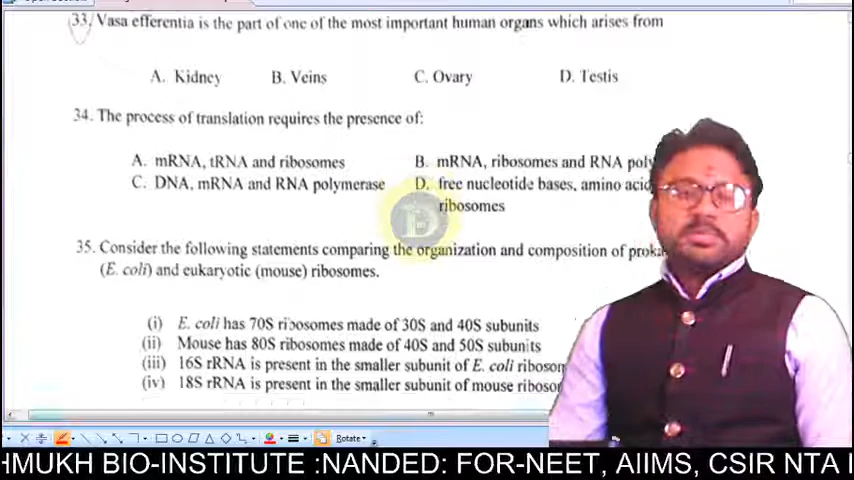 33. Vasa efferentia is the part of one of the most important human organs which arises from
A. Kidney B. Veins C. Ovary D. Testis
34. The process of translation requires the presence of:
A. mRNA, tRNA and ribosomes B. mRNA, ribosomes and RNA
C. DNA, mRNA and RNA polymerase D. free nucleotide bases, amino
ribosomes
35. Consider the following statements comparing the organization and composition of
(E. coli) and eukaryotic (mouse) ribosomes.
(i) E. coli has 70S ribosomes made of 30S and 40S subunits
(ii) Mouse has 80S ribosomes made of 40S and 50S subunits
(iii) 16S rRNA is present in the smaller subunit of E. coli
(iv) 18S rRNA is present in the smaller subunit of mouse
Rotate
HMUKH BIO-INSTITUTE :NANDED: FOR-NEET, AIIMS, CSIR NTA